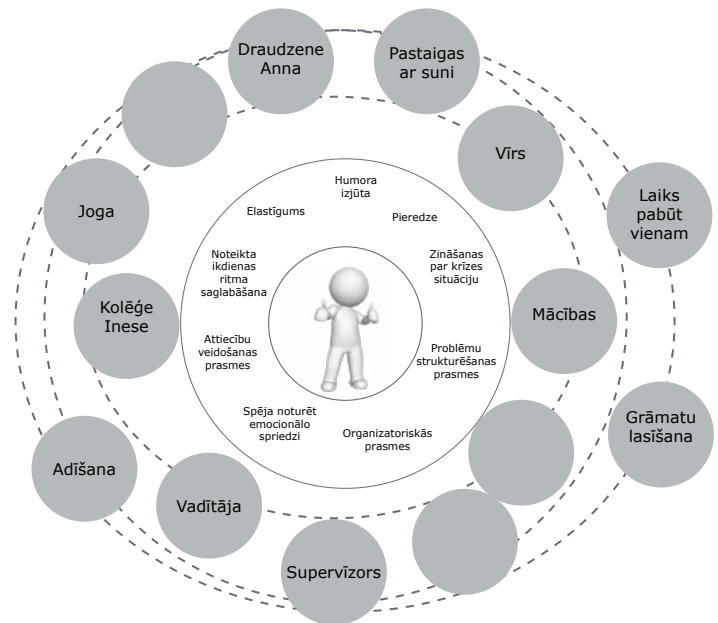 Draudzene
Anna
Pastaigas
ar suni
Vīrs
Laiks
pabūt
vienam
Joga
Humora
izjūta
Elastīgums
Pieredze
Noteikta
ikdienas
ritma
saglabāšana
Zināšanas
par krīzes
situāciju
Kolēģe
Inese
Mācības
Attiecību
veidošanas
prasmes
Problēmu
strukturēšanas
prasmes
Spēja noturēt
emocionālo
spriedzi
Organizatoriskās
prasmes
Grāmatu
lasīšana
Adīšana
Vadītāja
Supervīzors